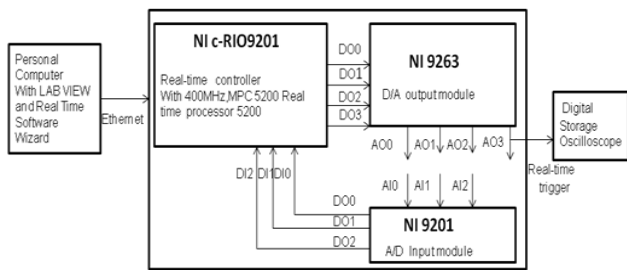 Personal
Computer
With LAB VIEW
and Real Time
Software
Wizard
Ethernet
NI c-RIO9201
Real-time controller
With 400MHz,MPC 5200 Real
time processor 5200
DO0
DO1
DO2
DO3
NI 9263
D/A output module
AO0 AO1 AO2 AO3
Digital
Storage
Oscilloscope
Real-time
trigger
DI2 DI1 DI0
AI0 AI1 AI2
DO0
DO1
DO2
NI 9201
A/D Input module